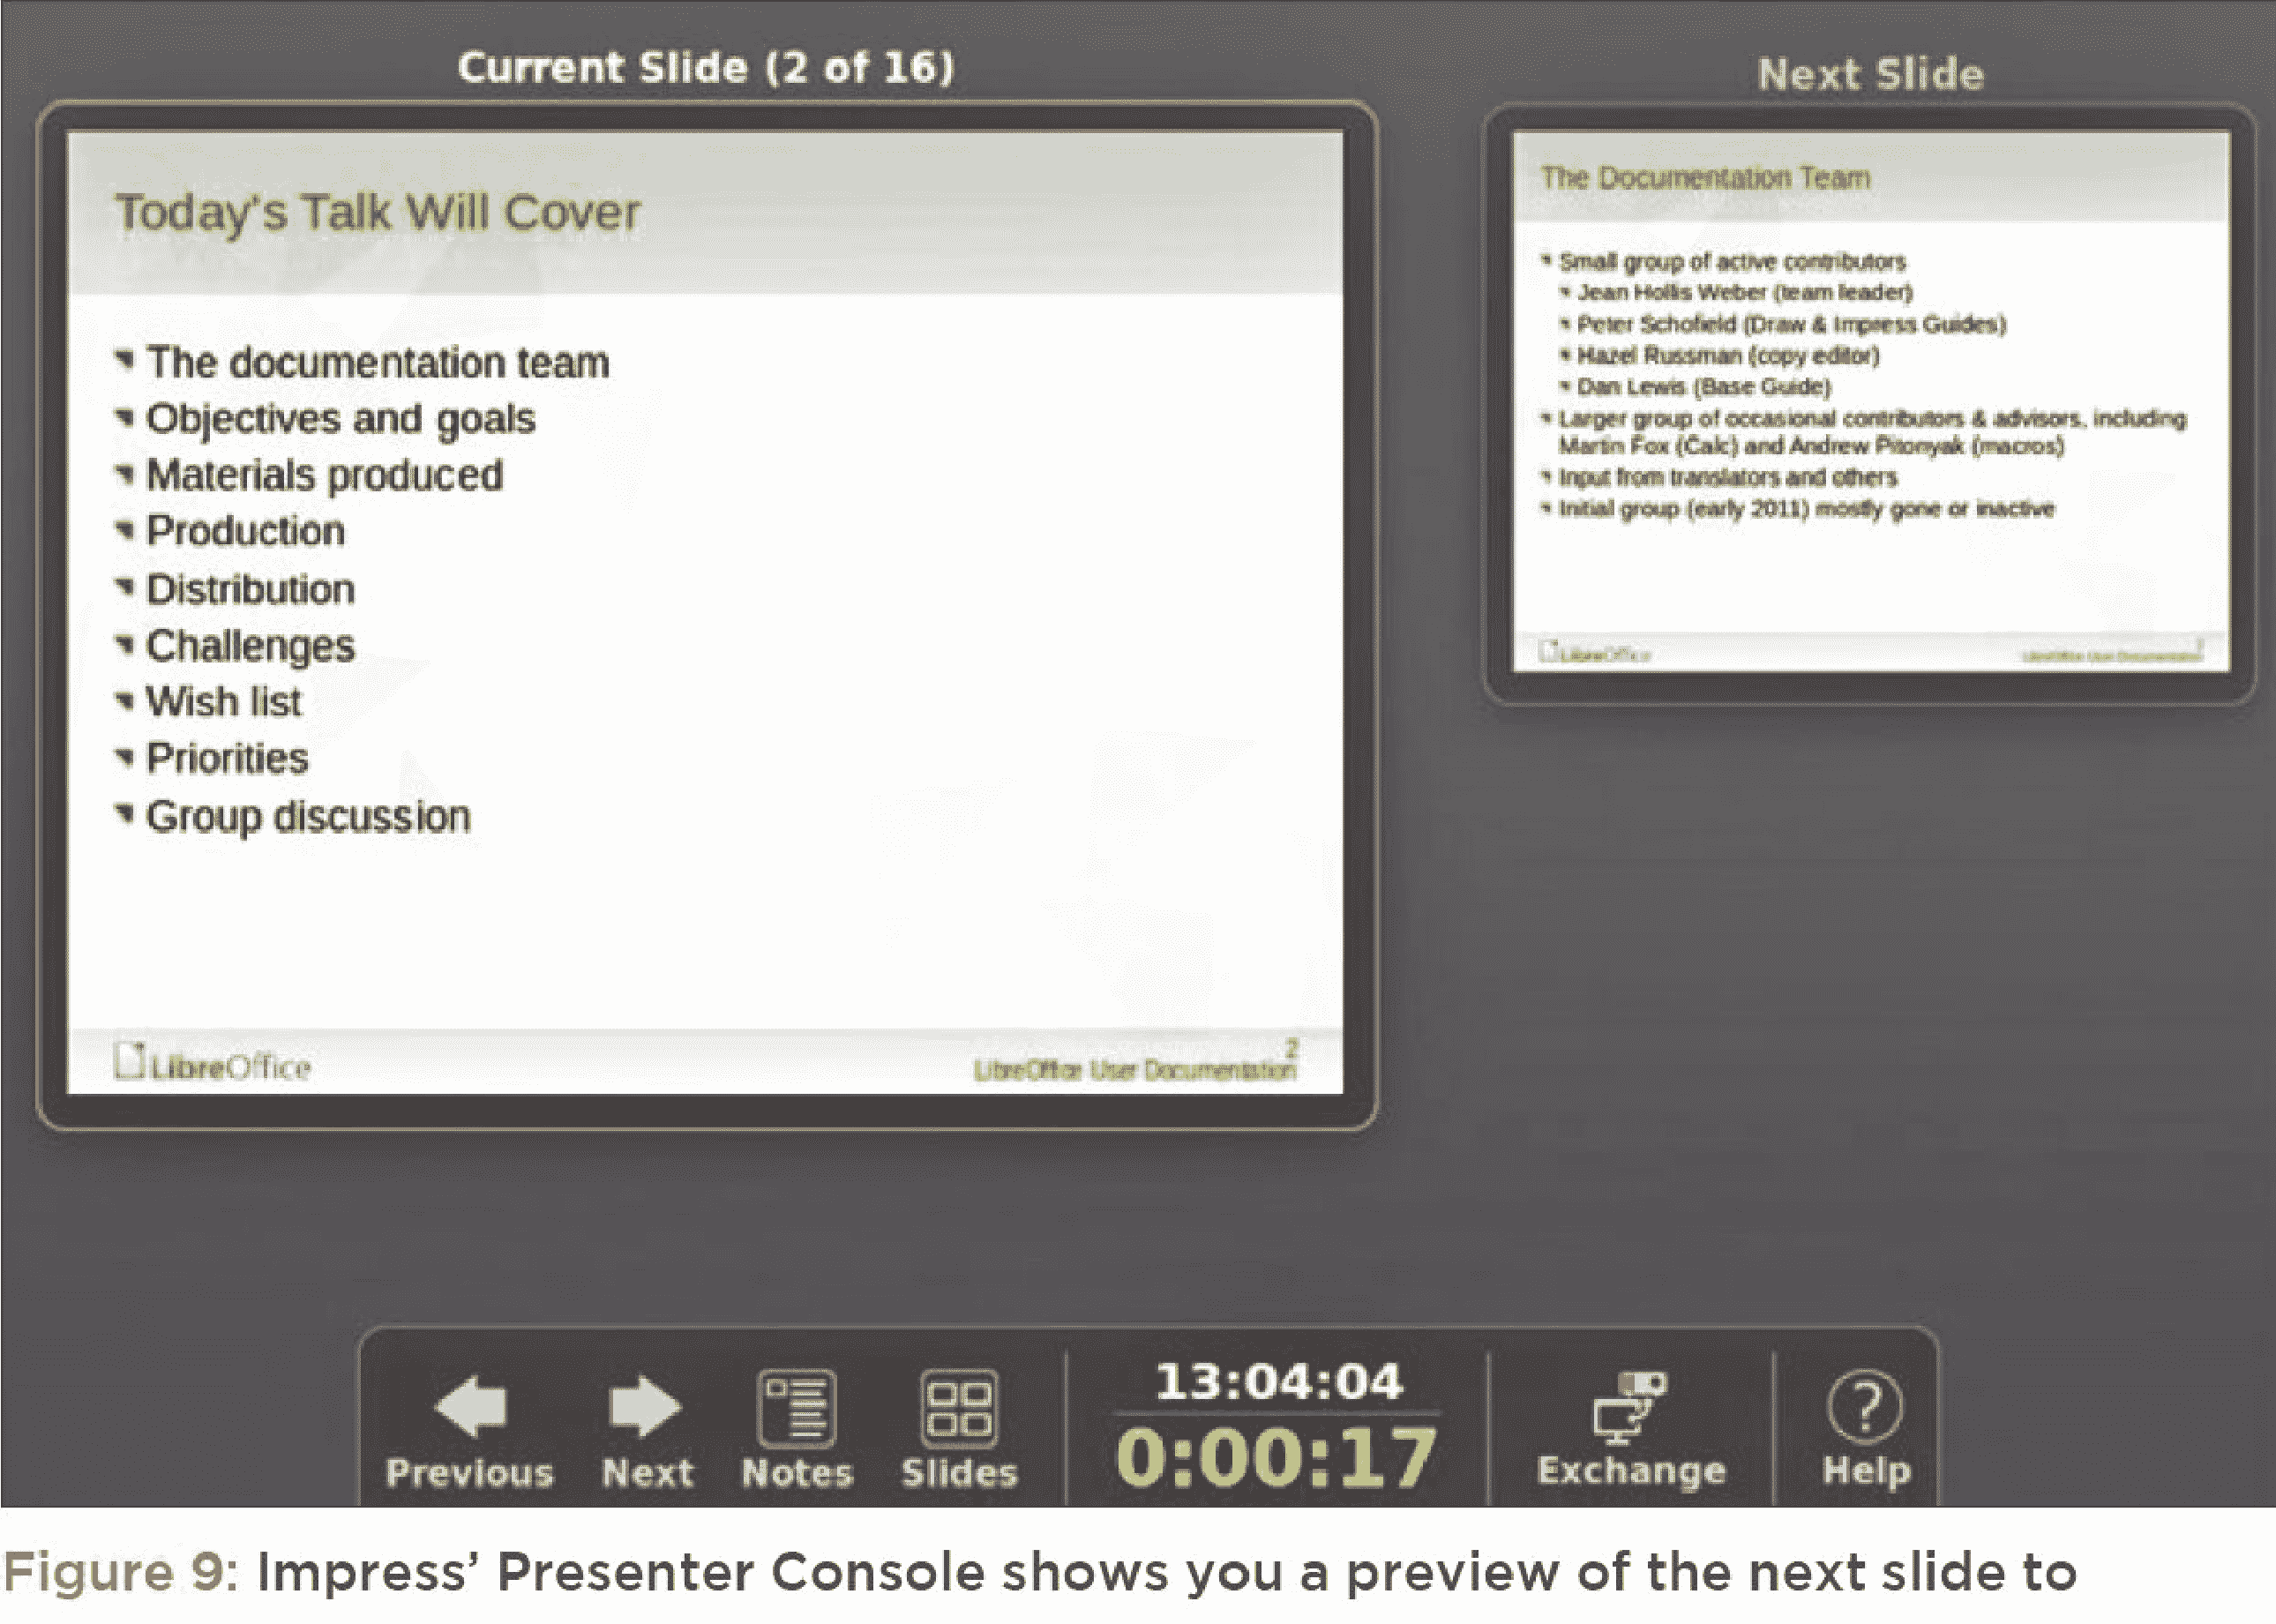 Current Slide (2 of 16)
Today's Talk Will Cover
The documentation team
Objectives and goals
Materials produced
Production
Distribution
Challenges
Wish list
Priorities
Group discussion
LibreOffice
2
LibreOffice User Documentation
Next Slide
The Documentation Team
Small group of active contributors
Jean Hollis Weber (team leader)
Peter Schofield (Draw & Impress Guides)
Hazel Russman (copy editor)
Dan Lewis (Base Guide)
Larger group of occasional contributors & advisors, including
Martin Fox (Calc) and Andrew Pitonyak (macros)
Input from translators and others
Initial group (early 2011) mostly gone or inactive
LibreOffice
LibreOffice User Documentation
Previous
Next
Notes
Slides
13:04:04
0:00:17
Exchange
Help
Figure 9: Impress’ Presenter Console shows you a preview of the next slide to